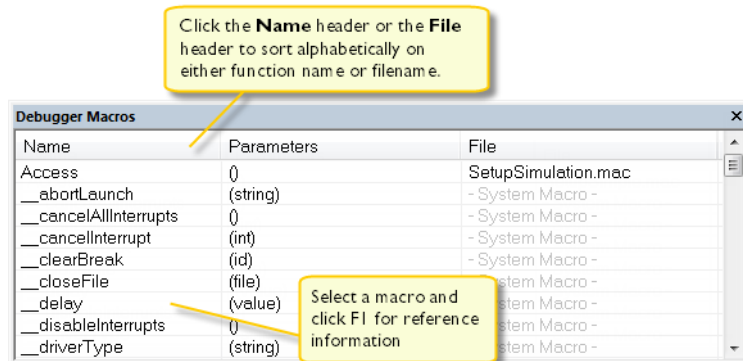 Click the Name header or the File
header to sort alphabetically on
either function name or filename.
Debugger Macros x
Name Parameters File
Access () SetupSimulation.mac
__abortLaunch (string) - System Macro -
__cancelAllInterrupts () - System Macro -
__cancelInterrupt (int) - System Macro -
__clearBreak (id) - System Macro -
__closeFile (file) stem Macro -
__delay (value) stem Macro -
__disableInterrupts () stem Macro -
__driverType (string) stem Macro -
Select a macro and
click F1 for reference
information